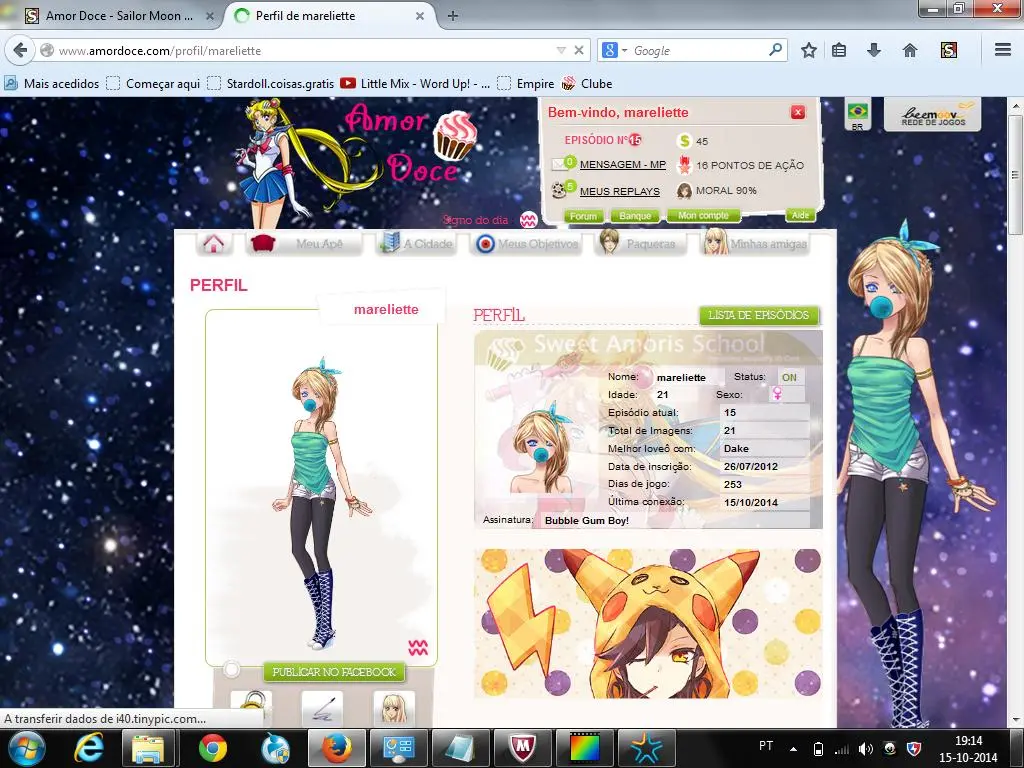 Amor Doce - Sailor Moon ...
Perfil de mareliette
www.amordoce.com/profil/mareliette
Google
Mais acedidos
Começar aqui
Stardoll.coisas.gratis
Little Mix - Word Up! - ...
Empire
Clube
Amor
Doce
Signo do dia
Bem-vindo, mareliette
EPISÓDIO Nº15
45
0 MENSAGEM - MP
16 PONTOS DE AÇÃO
5 MEUS REPLAYS
MORAL 90%
Forum
Banque
Mon compte
Aide
BR
beemoov
REDE DE JOGOS
Meu Apê
A Cidade
Meus Objetivos
Paqueras
Minhas amigas
PERFIL
mareliette
PUBLICAR NO FACEBOOK
PERFIL
LISTA DE EPISÓDIOS
Sweet Amoris School
Nome: mareliette Status: ON
Idade: 21 Sexo:
Episódio atual: 15
Total de Imagens: 21
Melhor loveô com: Dake
Data de inscrição: 26/07/2012
Dias de jogo: 253
Última conexão: 15/10/2014
Assinatura: Bubble Gum Boy!
A transferir dados de i40.tinypic.com...
PT
19:14
15-10-2014